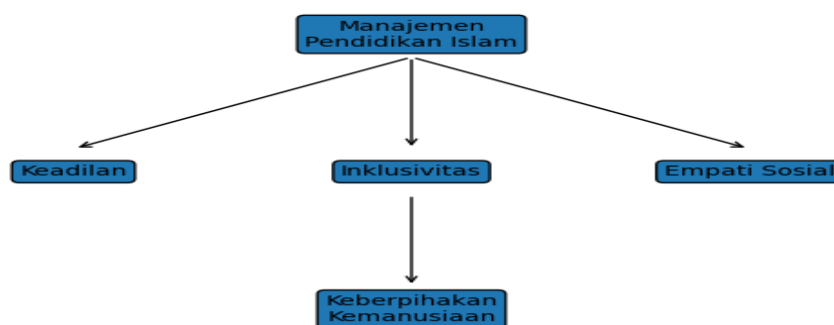 Manajemen
Pendidikan Islam
Keadilan
Inklusivitas
Empati Sosial
Keberpihakan
Kemanusiaan